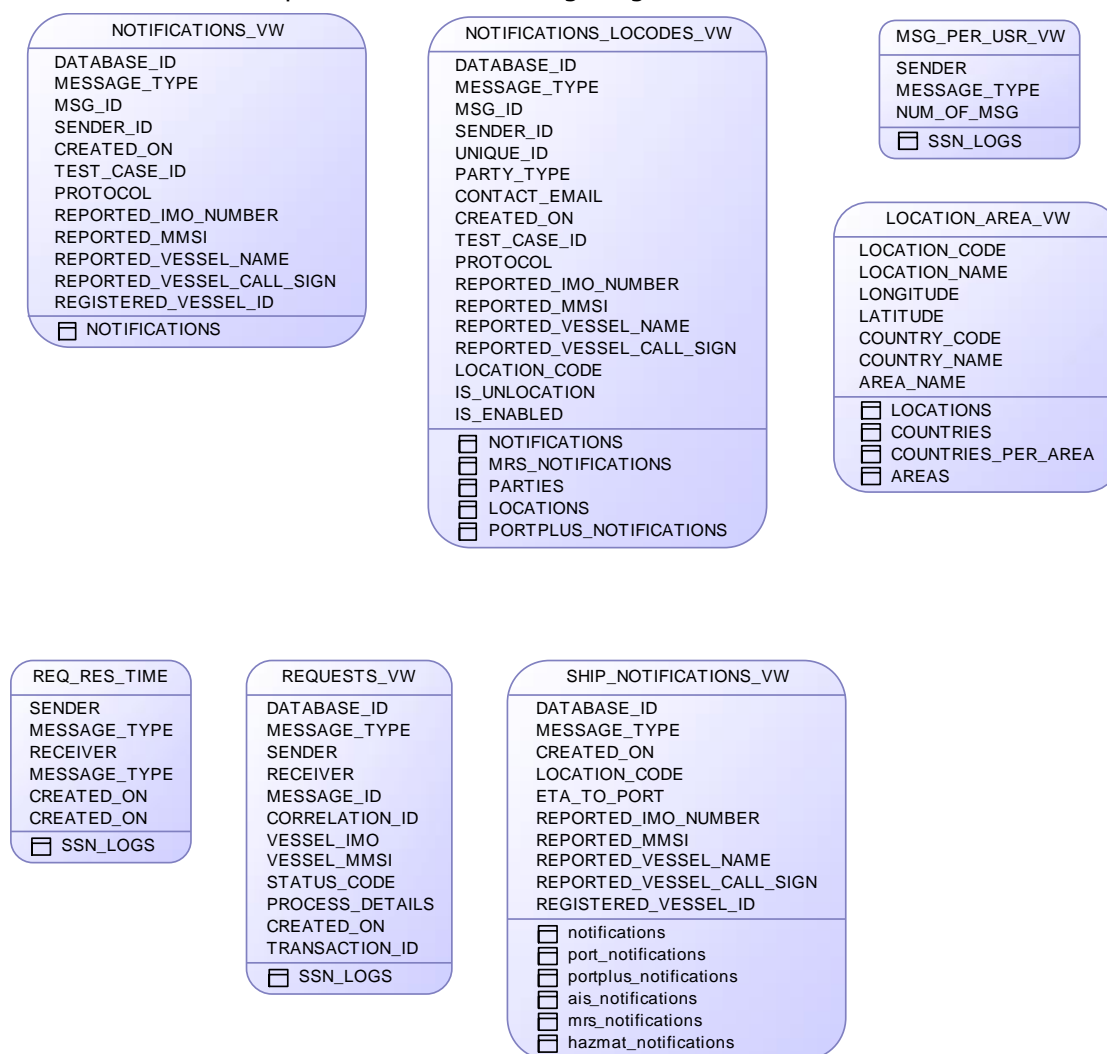 NOTIFICATIONS_VW
DATABASE_ID
MESSAGE_TYPE
MSG_ID
SENDER_ID
CREATED_ON
TEST_CASE_ID
PROTOCOL
REPORTED_IMO_NUMBER
REPORTED_MMSI
REPORTED_VESSEL_NAME
REPORTED_VESSEL_CALL_SIGN
REGISTERED_VESSEL_ID
NOTIFICATIONS
NOTIFICATIONS_LOCODES_VW
DATABASE_ID
MESSAGE_TYPE
MSG_ID
SENDER_ID
UNIQUE_ID
PARTY_TYPE
CONTACT_EMAIL
CREATED_ON
TEST_CASE_ID
PROTOCOL
REPORTED_IMO_NUMBER
REPORTED_MMSI
REPORTED_VESSEL_NAME
REPORTED_VESSEL_CALL_SIGN
LOCATION_CODE
IS_UNLOCATION
IS_ENABLED
NOTIFICATIONS
MRS_NOTIFICATIONS
PARTIES
LOCATIONS
PORTPLUS_NOTIFICATIONS
MSG_PER_USR_VW
SENDER
MESSAGE_TYPE
NUM_OF_MSG
SSN_LOGS
LOCATION_AREA_VW
LOCATION_CODE
LOCATION_NAME
LONGITUDE
LATITUDE
COUNTRY_CODE
COUNTRY_NAME
AREA_NAME
LOCATIONS
COUNTRIES
COUNTRIES_PER_AREA
AREAS
REQ_RES_TIME
SENDER
MESSAGE_TYPE
RECEIVER
MESSAGE_TYPE
CREATED_ON
CREATED_ON
SSN_LOGS
REQUESTS_VW
DATABASE_ID
MESSAGE_TYPE
SENDER
RECEIVER
MESSAGE_ID
CORRELATION_ID
VESSEL_IMO
VESSEL_MMSI
STATUS_CODE
PROCESS_DETAILS
CREATED_ON
TRANSACTION_ID
SSN_LOGS
SHIP_NOTIFICATIONS_VW
DATABASE_ID
MESSAGE_TYPE
CREATED_ON
LOCATION_CODE
ETA_TO_PORT
REPORTED_IMO_NUMBER
REPORTED_MMSI
REPORTED_VESSEL_NAME
REPORTED_VESSEL_CALL_SIGN
REGISTERED_VESSEL_ID
notifications
port_notifications
portplus_notifications
ais_notifications
mrs_notifications
hazmat_notifications